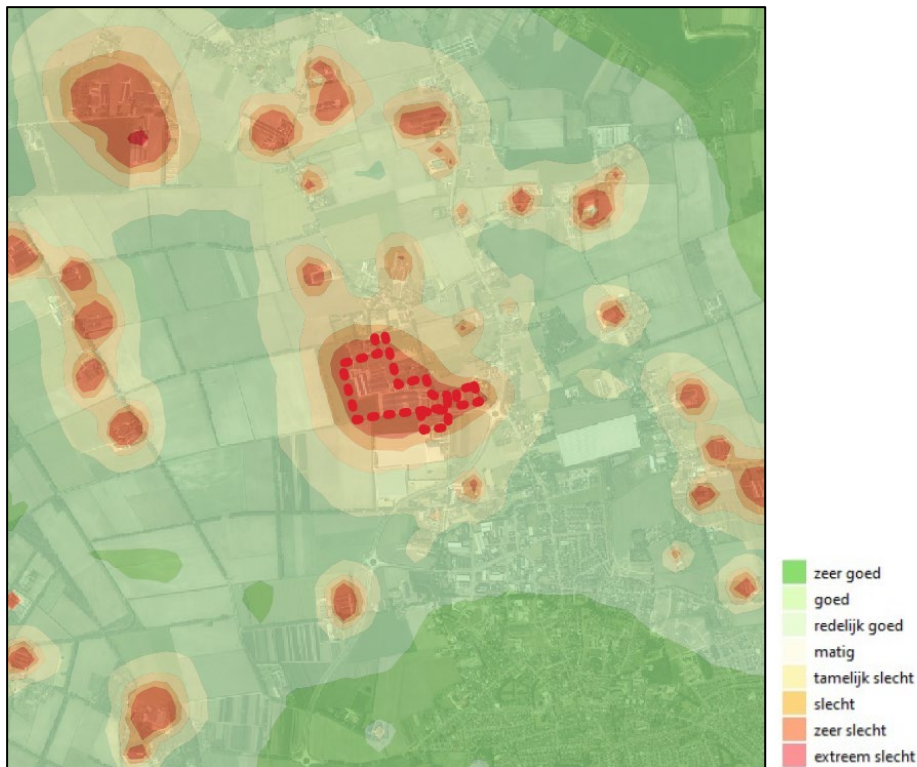 zeer goed
goed
redelijk goed
matig
tamelijk slecht
slecht
zeer slecht
extreem slecht